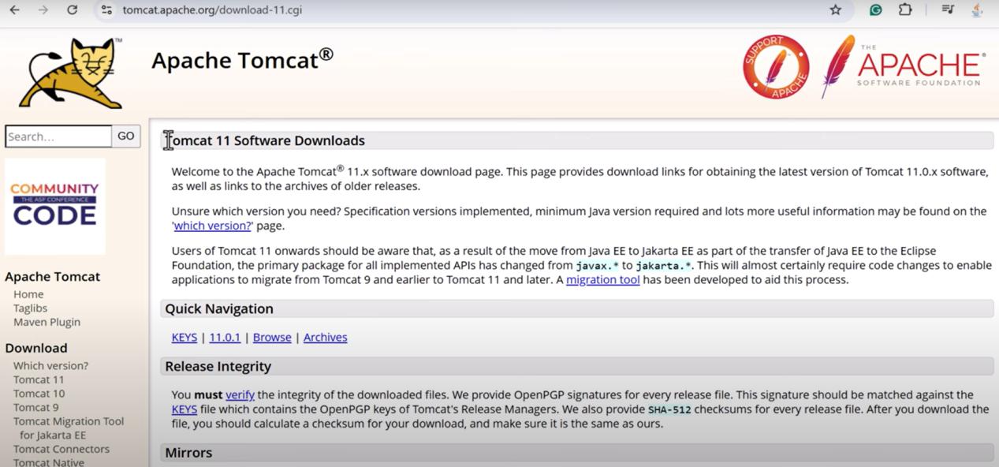 tomcat.apache.org/download-11.cgi
TM
Apache Tomcat®
SUPPORT
APACHE
THE
APACHE®
SOFTWARE FOUNDATION
Search...
GO
COMMUNITY
THE ASF CONFERENCE
CODE
Apache Tomcat
Home
Taglibs
Maven Plugin
Download
Which version?
Tomcat 11
Tomcat 10
Tomcat 9
Tomcat Migration Tool
for Jakarta EE
Tomcat Connectors
Tomcat Native
Tomcat 11 Software Downloads
Welcome to the Apache Tomcat® 11.x software download page. This page provides download links for obtaining the latest version of Tomcat 11.0.x software,
as well as links to the archives of older releases.
Unsure which version you need? Specification versions implemented, minimum Java version required and lots more useful information may be found on the
'which version?' page.
Users of Tomcat 11 onwards should be aware that, as a result of the move from Java EE to Jakarta EE as part of the transfer of Java EE to the Eclipse
Foundation, the primary package for all implemented APIs has changed from javax.* to jakarta.*. This will almost certainly require code changes to enable
applications to migrate from Tomcat 9 and earlier to Tomcat 11 and later. A migration tool has been developed to aid this process.
Quick Navigation
KEYS | 11.0.1 | Browse | Archives
Release Integrity
You must verify the integrity of the downloaded files. We provide OpenPGP signatures for every release file. This signature should be matched against the
KEYS file which contains the OpenPGP keys of Tomcat's Release Managers. We also provide SHA-512 checksums for every release file. After you download the
file, you should calculate a checksum for your download, and make sure it is the same as ours.
Mirrors